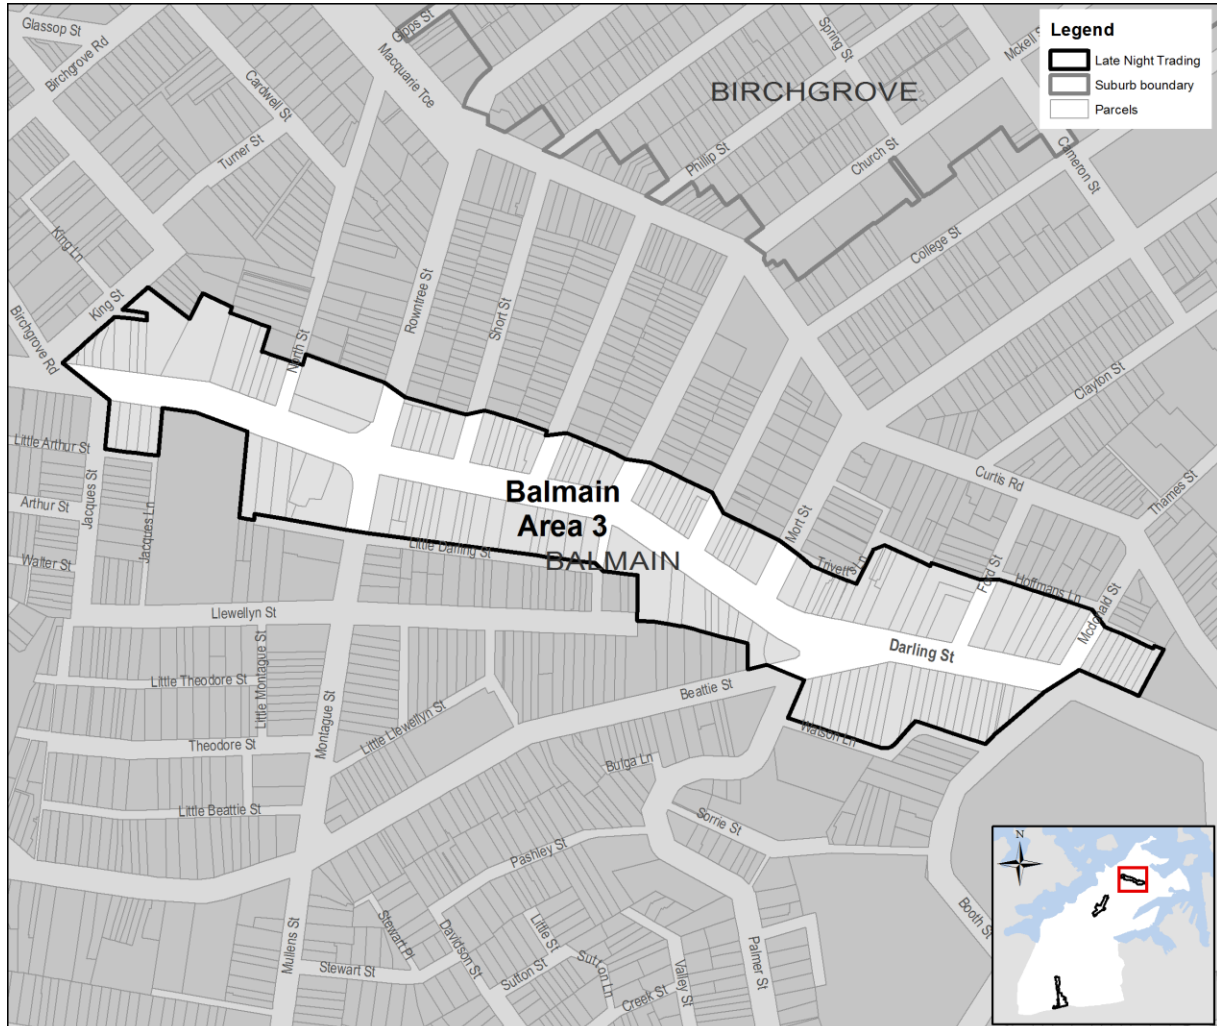 Glassop St
Birchgrove Rd
Cardwell St
Turner St
Macquarie Tce
Gipps St
Spring St
Mckell S
BIRCHGROVE
Phillip St
Church St
Cameron St
College St
Clayton St
Legend
Late Night Trading
Suburb boundary
Parcels
King Ln
King St
Birchgrove Rd
North St
Rowntree St
Short St
Little Arthur St
Arthur St
Walter St
Jacques St
Jacques Ln
Balmain
Area 3
BALMAIN
Little Darling St
Mort St
Trivetts Ln
Curtis Rd
Thames St
Ford St
Hoffmans Ln
Mcdonald St
Darling St
Llewellyn St
Little Montague St
Little Theodore St
Theodore St
Montague St
Little Llewellyn St
Little Beattie St
Beattie St
Watson Ln
Bulga Ln
Sorrie St
Pashley St
Booth St
Mullens St
Stewart St
Stewart Pl
Davidson St
Little St
Sutton St
Sutton Ln
Creek St
Valley St
Palmer St
N